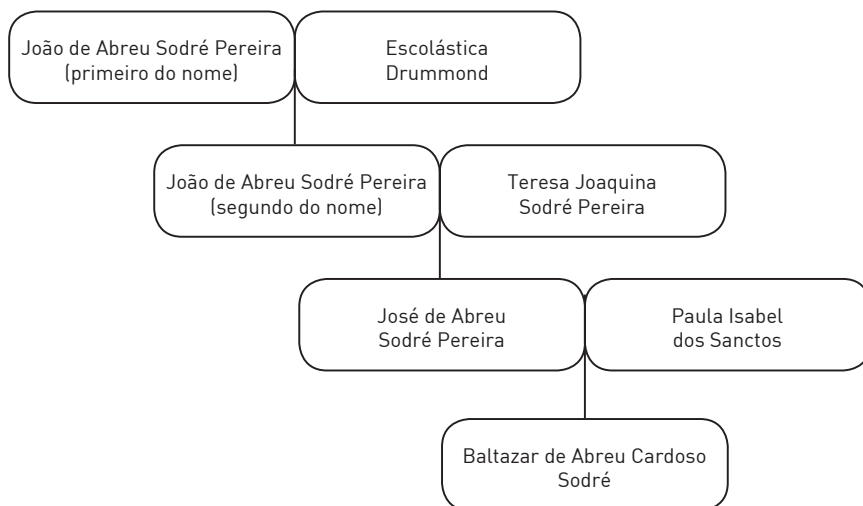 João de Abreu Sodré Pereira
(primeiro do nome)
Escolástica
Drummond
João de Abreu Sodré Pereira
(segundo do nome)
Teresa Joaquina
Sodré Pereira
José de Abreu
Sodré Pereira
Paula Isabel
dos Sanctos
Baltazar de Abreu Cardoso
Sodré